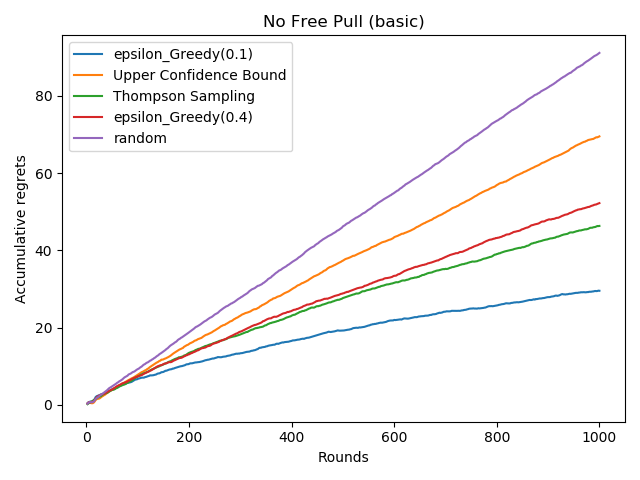 No Free Pull (basic)
epsilon_Greedy(0.1)
Upper Confidence Bound
Thompson Sampling
epsilon_Greedy(0.4)
random
Accumulative regrets
80
60
40
20
0
0 200 400 600 800 1000
Rounds